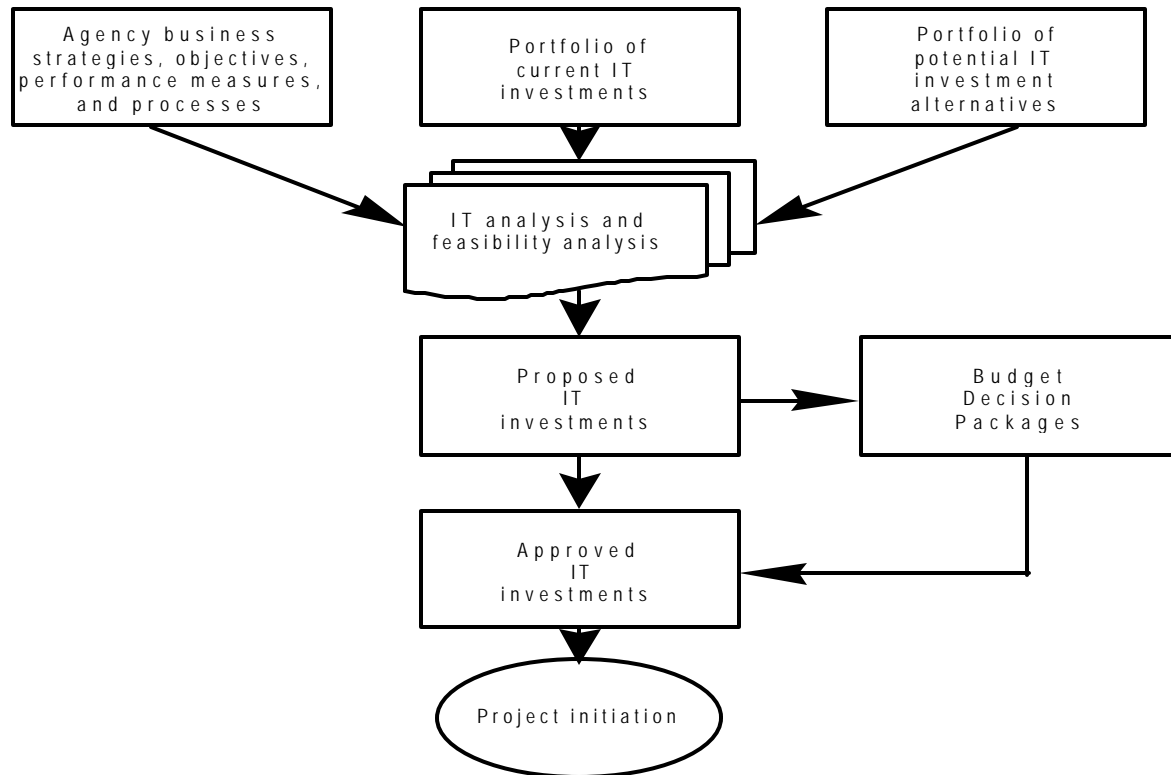 Agency business
strategies, objectives,
performance measures,
and processes
Portfolio of
current IT
investments
Portfolio of
potential IT
investment
alternatives
IT analysis and
feasibility analysis
Proposed
IT
investments
Budget
Decision
Packages
Approved
IT
investments
Project initiation